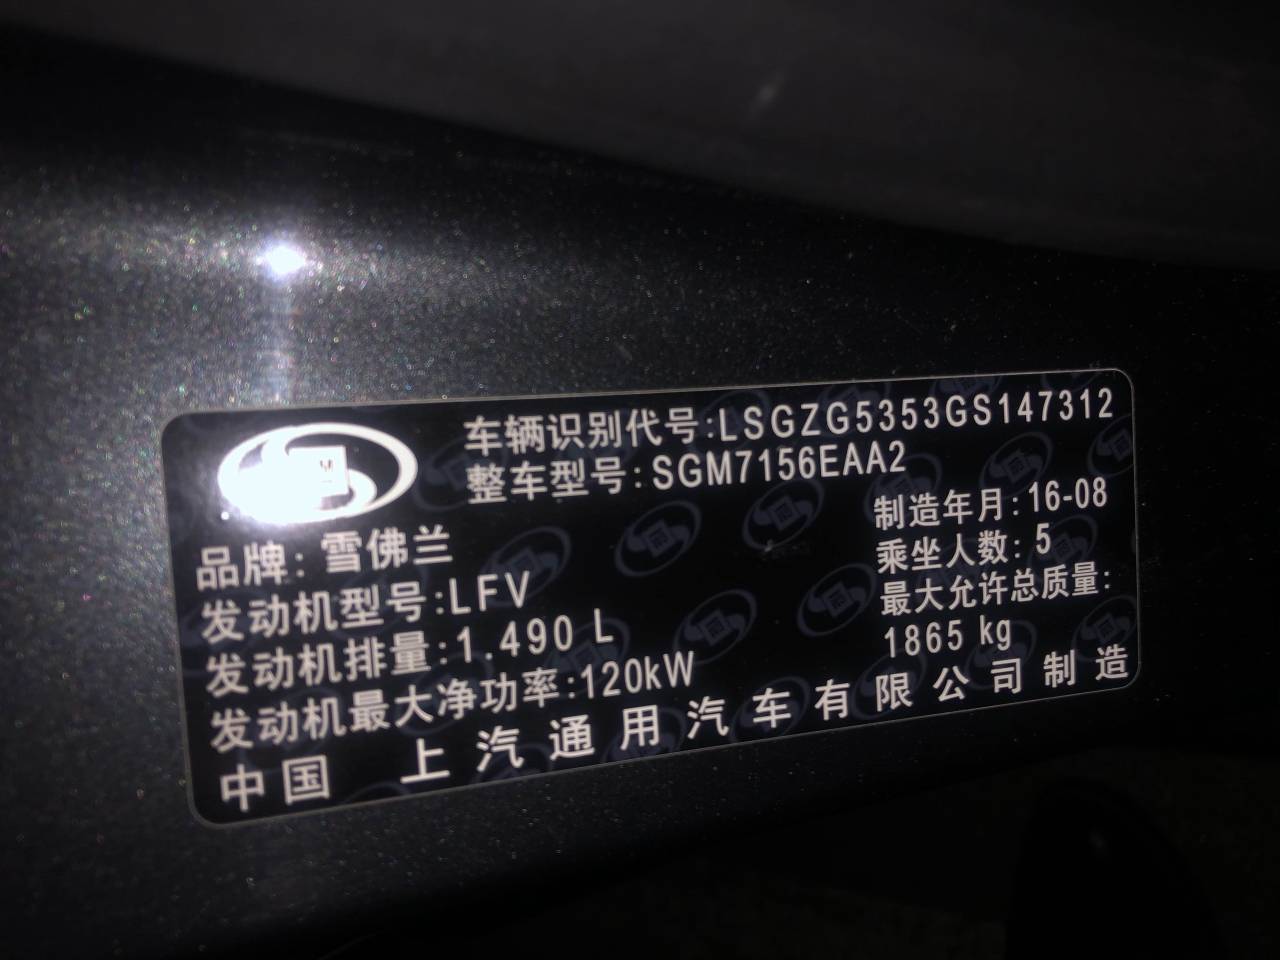 车辆识别代号:LSGZG5353GS147312
整车型号:SGM7156EAA2
制造年月:16-08
品牌:雪佛兰
乘坐人数:5
发动机型号:LFV
最大允许总质量:
发动机排量:1.490 L
1865 kg
发动机最大净功率:120kW
中国 上汽通用汽车有限公司制造